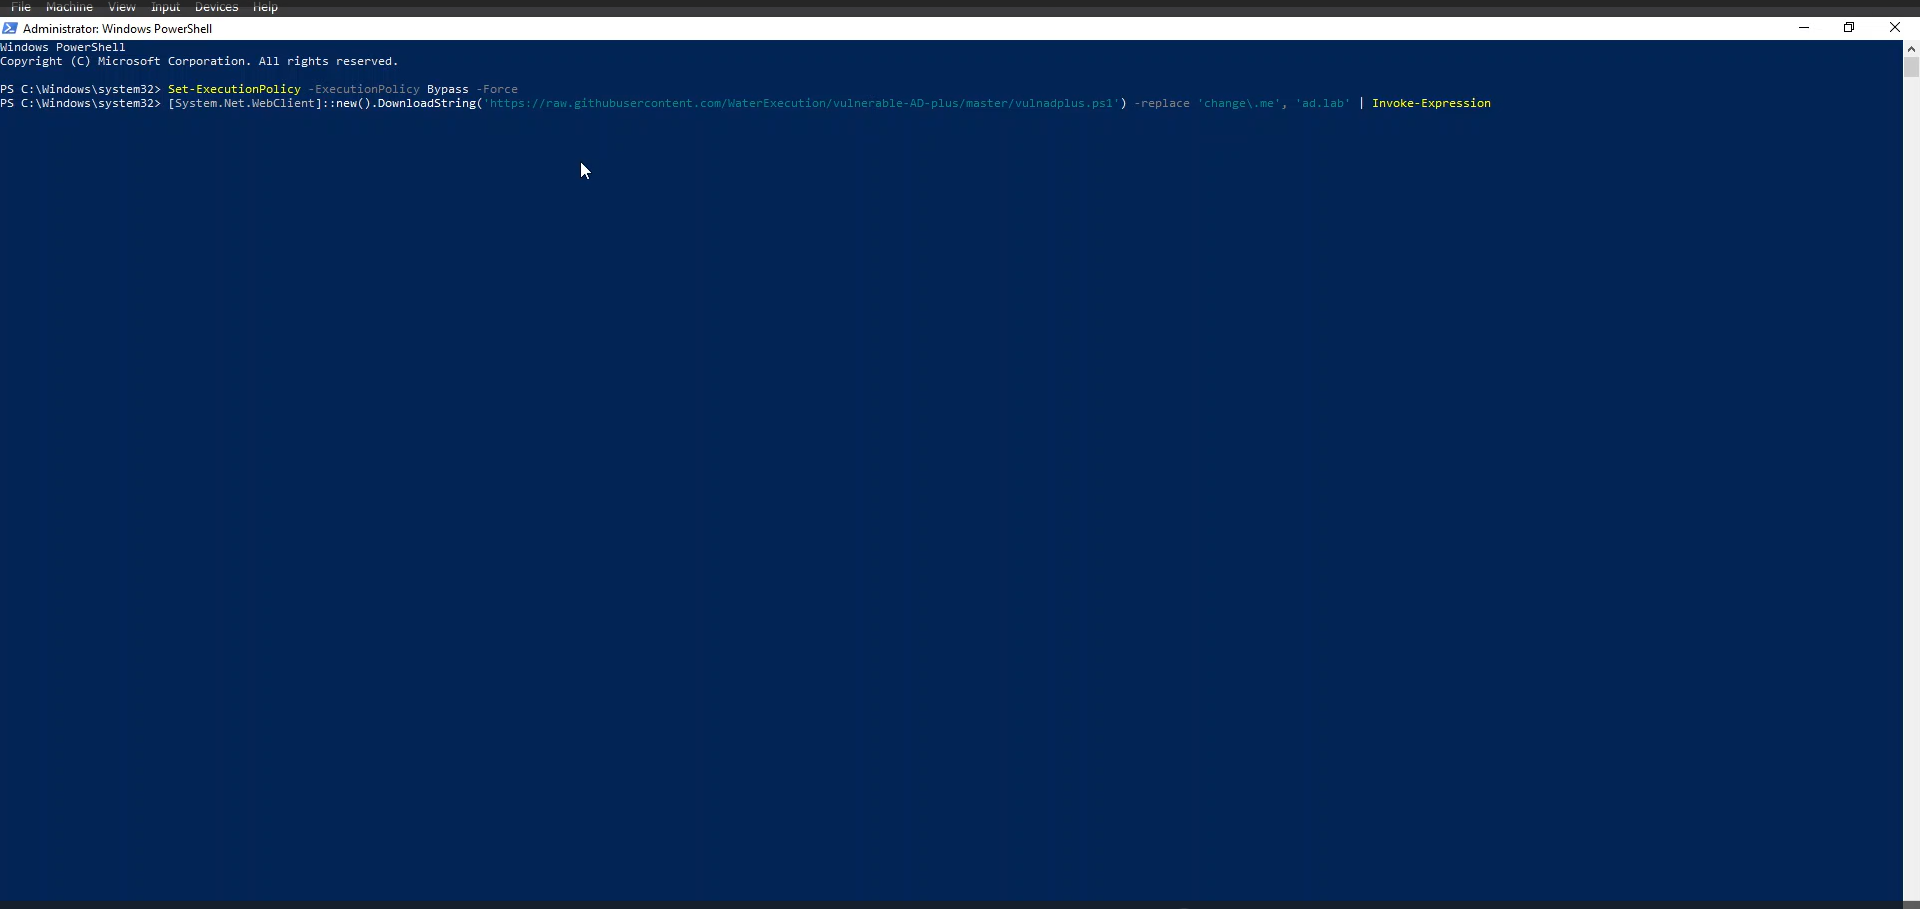 File Machine View Input Devices Help
Administrator: Windows PowerShell
Windows PowerShell
Copyright (C) Microsoft Corporation. All rights reserved.
PS C:\Windows\system32> Set-ExecutionPolicy -ExecutionPolicy Bypass -Force
PS C:\Windows\system32> [System.Net.WebClient]::new().DownloadString('https://raw.githubusercontent.com/WaterExecution/vulnerable-AD-plus/master/vulnadplus.ps1') -replace 'change\.me', 'ad.lab' | Invoke-Expression